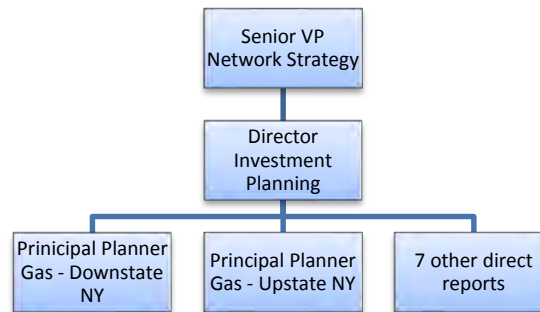 Senior VP
Network Strategy
Director
Investment
Planning
Prinicipal Planner
Gas - Downstate
NY
Principal Planner
Gas - Upstate NY
7 other direct
reports